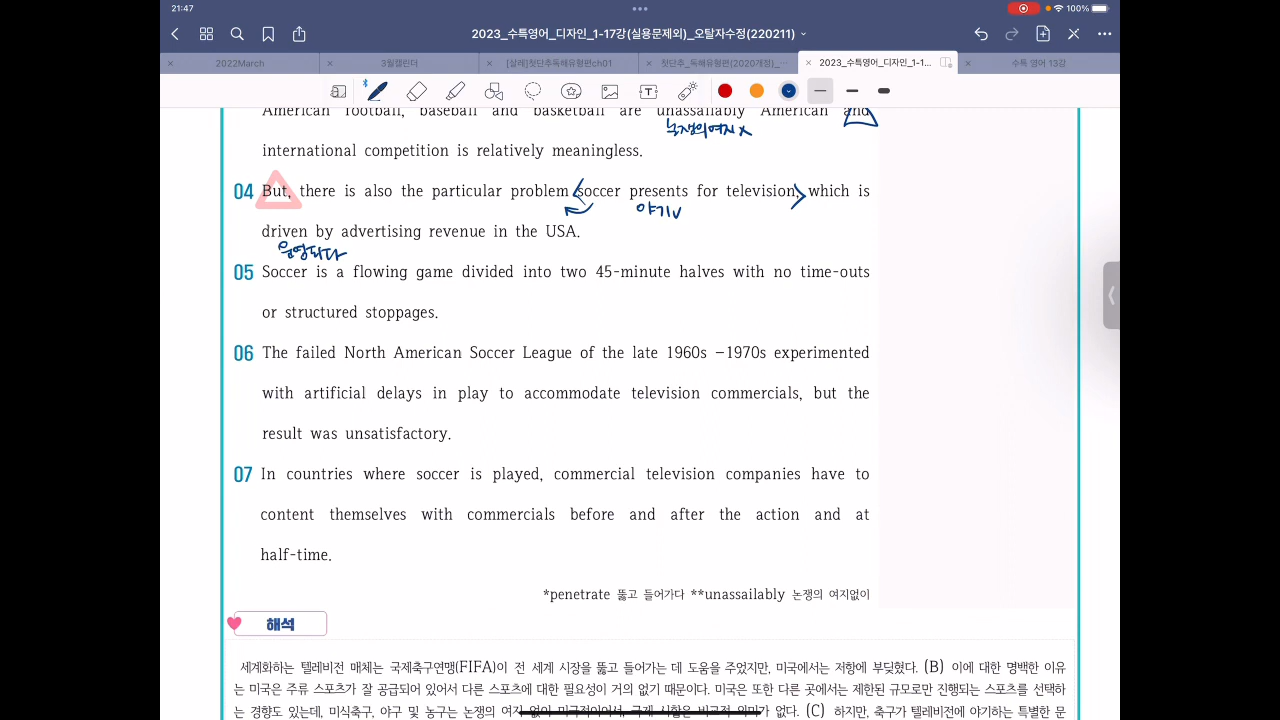 21:47
100%
2023_수특영어_디자인_1-17강(실용문제외)_오탈자수정(220211)
2022March
3월캘린더
[살레]첫단추독해유형편ch01
첫단추_독해유형편(2020개정)_...
2023_수특영어_디자인_1-1...
수특 영어 13강
American football, baseball and basketball are unassailably American and
논쟁의여지x
international competition is relatively meaningless.
04 But, there is also the particular problem soccer presents for television, which is
야기v
driven by advertising revenue in the USA.
운영되다
05 Soccer is a flowing game divided into two 45-minute halves with no time-outs
or structured stoppages.
06 The failed North American Soccer League of the late 1960s –1970s experimented
with artificial delays in play to accommodate television commercials, but the
result was unsatisfactory.
07 In countries where soccer is played, commercial television companies have to
content themselves with commercials before and after the action and at
half-time.
*penetrate 뚫고 들어가다 **unassailably 논쟁의 여지없이
해석
세계화하는 텔레비전 매체는 국제축구연맹(FIFA)이 전 세계 시장을 뚫고 들어가는 데 도움을 주었지만, 미국에서는 저항에 부딪혔다. (B) 이에 대한 명백한 이유
는 미국은 주류 스포츠가 잘 공급되어 있어서 다른 스포츠에 대한 필요성이 거의 없기 때문이다. 미국은 또한 다른 곳에서는 제한된 규모로만 진행되는 스포츠를 선택하
는 경향도 있는데, 미식축구, 야구 및 농구는 논쟁의 여지 없이 미국적이어서, 국제 시합은 비교적 의미가 없다. (C) 하지만, 축구가 텔레비전에 야기하는 특별한 문